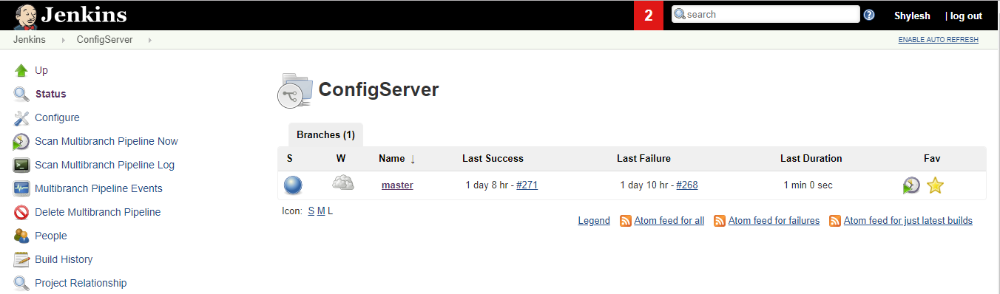 Jenkins 2 search ? Shylesh | log out
Jenkins ConfigServer ENABLE AUTO REFRESH
Up
Status
Configure
Scan Multibranch Pipeline Now
Scan Multibranch Pipeline Log
Multibranch Pipeline Events
Delete Multibranch Pipeline
People
Build History
Project Relationship
ConfigServer
Branches (1)
S W Name ↓ Last Success Last Failure Last Duration Fav
master 1 day 8 hr - #271 1 day 10 hr - #268 1 min 0 sec
Icon: S M L
Legend Atom feed for all Atom feed for failures Atom feed for just latest builds